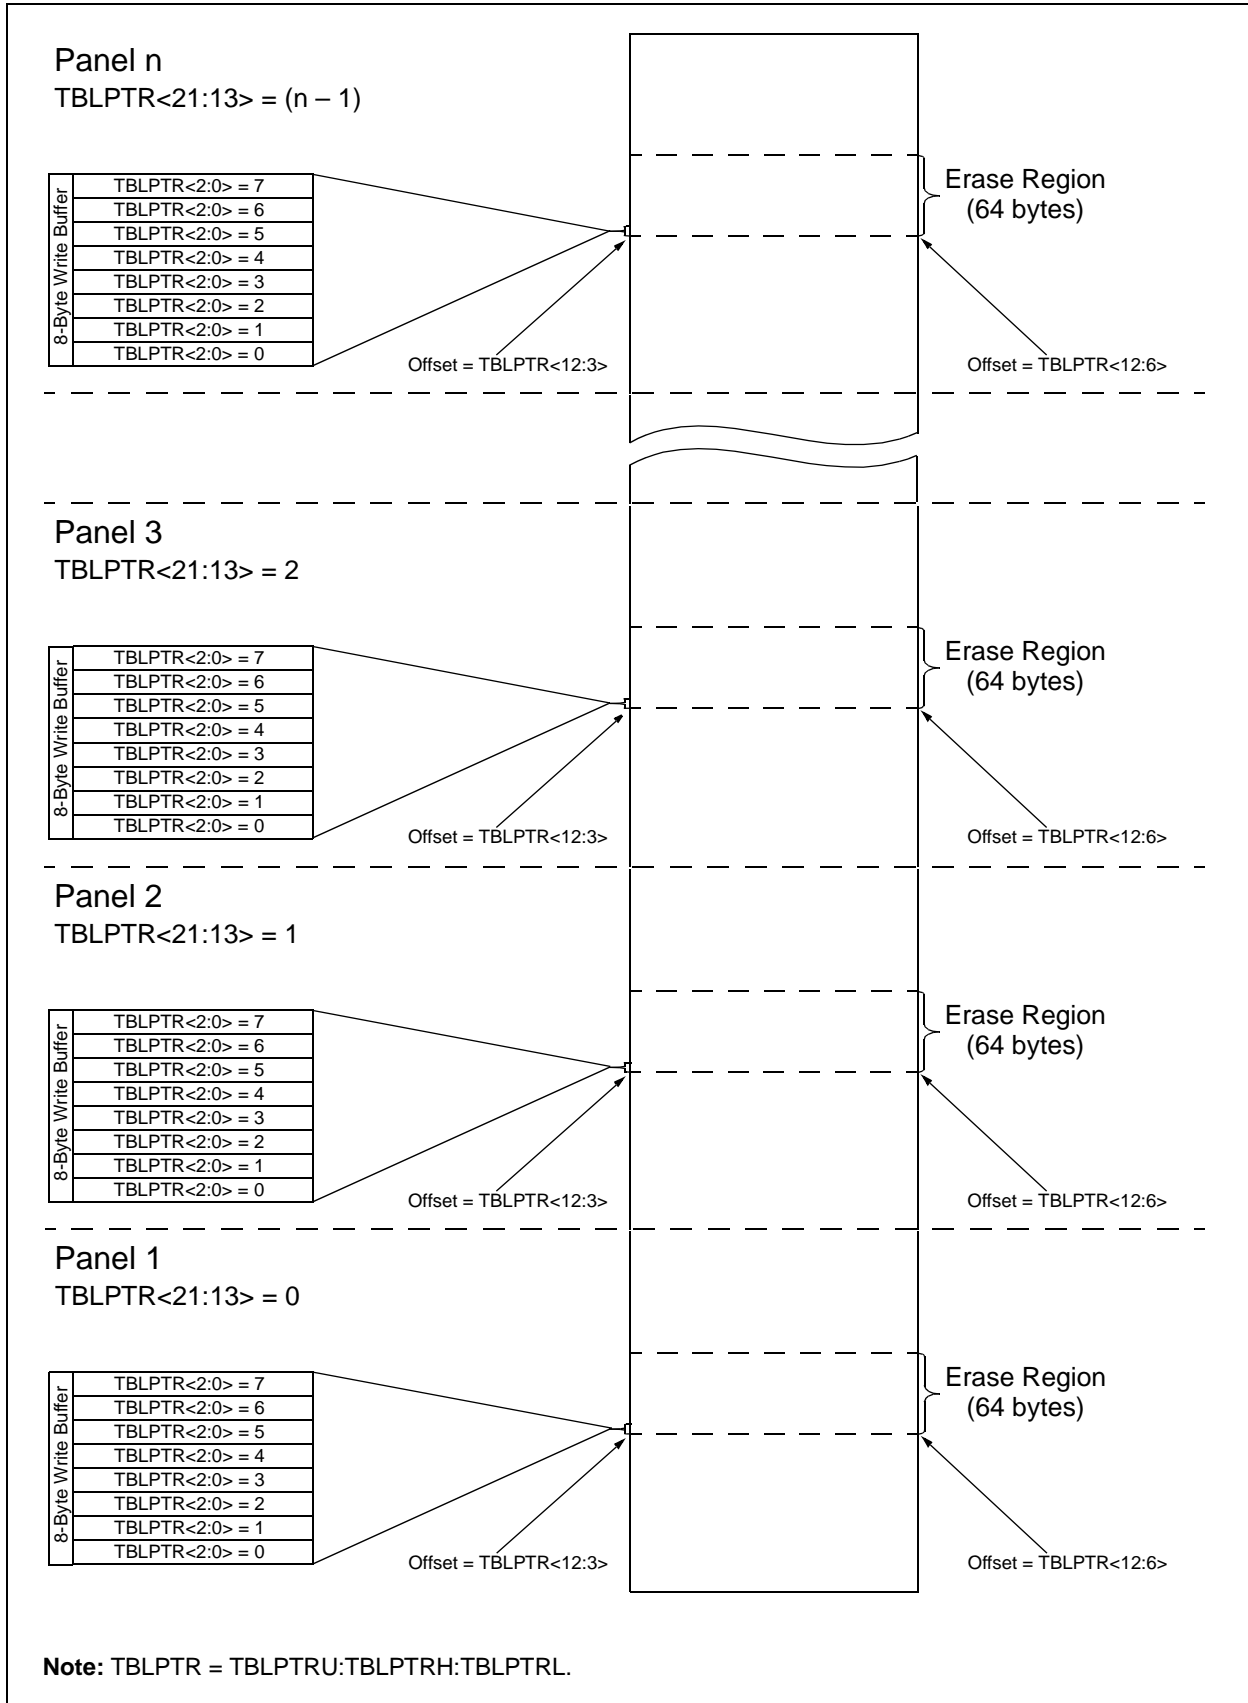 Panel n
TBLPTR<21:13> = (n – 1)
8-Byte Write Buffer
TBLPTR<2:0> = 7
TBLPTR<2:0> = 6
TBLPTR<2:0> = 5
TBLPTR<2:0> = 4
TBLPTR<2:0> = 3
TBLPTR<2:0> = 2
TBLPTR<2:0> = 1
TBLPTR<2:0> = 0
Offset = TBLPTR<12:3>
Erase Region
(64 bytes)
Offset = TBLPTR<12:6>
Panel 3
TBLPTR<21:13> = 2
8-Byte Write Buffer
TBLPTR<2:0> = 7
TBLPTR<2:0> = 6
TBLPTR<2:0> = 5
TBLPTR<2:0> = 4
TBLPTR<2:0> = 3
TBLPTR<2:0> = 2
TBLPTR<2:0> = 1
TBLPTR<2:0> = 0
Offset = TBLPTR<12:3>
Erase Region
(64 bytes)
Offset = TBLPTR<12:6>
Panel 2
TBLPTR<21:13> = 1
8-Byte Write Buffer
TBLPTR<2:0> = 7
TBLPTR<2:0> = 6
TBLPTR<2:0> = 5
TBLPTR<2:0> = 4
TBLPTR<2:0> = 3
TBLPTR<2:0> = 2
TBLPTR<2:0> = 1
TBLPTR<2:0> = 0
Offset = TBLPTR<12:3>
Erase Region
(64 bytes)
Offset = TBLPTR<12:6>
Panel 1
TBLPTR<21:13> = 0
8-Byte Write Buffer
TBLPTR<2:0> = 7
TBLPTR<2:0> = 6
TBLPTR<2:0> = 5
TBLPTR<2:0> = 4
TBLPTR<2:0> = 3
TBLPTR<2:0> = 2
TBLPTR<2:0> = 1
TBLPTR<2:0> = 0
Offset = TBLPTR<12:3>
Erase Region
(64 bytes)
Offset = TBLPTR<12:6>
Note: TBLPTR = TBLPTRU:TBLPTRH:TBLPTRL.